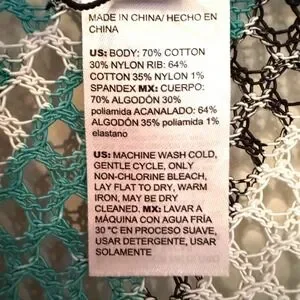 MADE IN CHINA/ HECHO EN
CHINA
US: BODY: 70% COTTON
30% NYLON RIB: 64%
COTTON 35% NYLON 1%
SPANDEX MX: CUERPO:
70% ALGODÓN 30%
poliamida ACANALADO: 64%
ALGODÓN 35% poliamida 1%
elastano
US: MACHINE WASH COLD,
GENTLE CYCLE, ONLY
NON-CHLORINE BLEACH,
LAY FLAT TO DRY, WARM
IRON, MAY BE DRY
CLEANED. MX: LAVAR A
MÁQUINA CON AGUA FRÍA
30 °C EN PROCESO SUAVE,
USAR DETERGENTE, USAR
SOLAMENTE